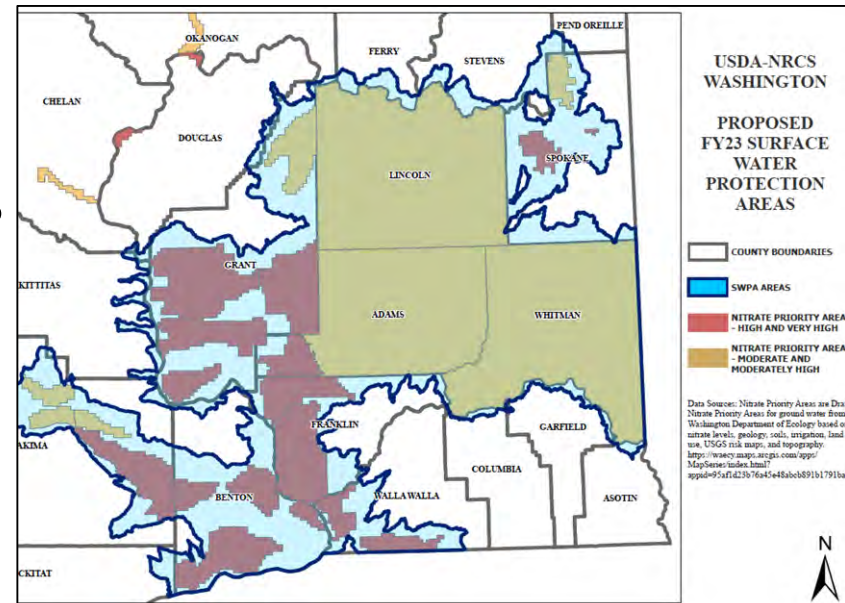 OKANOGAN
PEND OREILLE
FERRY
STEVENS
CHELAN
DOUGLAS
LINCOLN
SPOKANE
GRANT
KITTITAS
ADAMS
WHITMAN
FRANKLIN
GARFIELD
AKIMA
COLUMBIA
BENTON
WALLA WALLA
ASOTIN
CKITAT
USDA-NRCS
WASHINGTON
PROPOSED
FY23 SURFACE
WATER
PROTECTION
AREAS
COUNTY BOUNDARIES
SWPA AREAS
NITRATE PRIORITY AREA
- HIGH AND VERY HIGH
NITRATE PRIORITY AREA
- MODERATE AND
MODERATELY HIGH
Data Sources: Nitrate Priority Areas are Dra
Nitrate Priority Areas for ground water from
Washington Department of Ecology based o
nitrate levels, geology, soils, irrigation, land
use, USGS risk maps, and topography.
https://waecy.maps.arcgis.com/apps/
MapSeries/index.html?
N